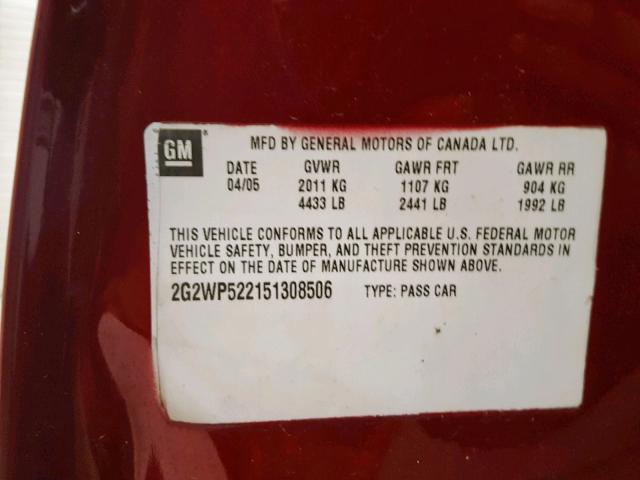 GM
MFD BY GENERAL MOTORS OF CANADA LTD.
DATE GVWR GAWR FRT GAWR RR
04/05 2011 KG 1107 KG 904 KG
4433 LB 2441 LB 1992 LB
THIS VEHICLE CONFORMS TO ALL APPLICABLE U.S. FEDERAL MOTOR
VEHICLE SAFETY, BUMPER, AND THEFT PREVENTION STANDARDS IN
EFFECT ON THE DATE OF MANUFACTURE SHOWN ABOVE.
2G2WP522151308506 TYPE: PASS CAR